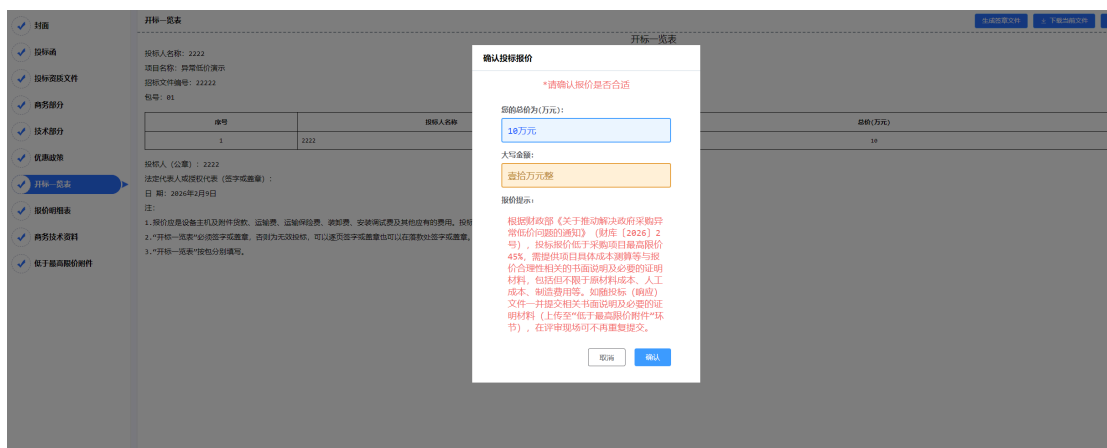 封面
投标函
投标资质文件
商务部分
技术部分
优惠政策
开标一览表
报价明细表
商务技术资料
低于最高限价附件
开标一览表
生成签章文件
下载当前文件
开标一览表
投标人名称: 2222
项目名称: 异常低价演示
招标文件编号: 22222
包号: 01
序号
投标人名称
总价(万元)
1
2222
10
投标人 (公章) : 2222
法定代表人或授权代表 (签字或盖章) :
日 期: 2026年2月9日
注:
1.报价应是设备主机及附件货款、运输费、运输保险费、装卸费、安装调试费及其他应有的费用。投标
2."开标一览表"必须签字或盖章, 否则为无效投标, 可以逐页签字或盖章也可以在落款处签字或盖章。
3."开标一览表"按包分别填写。
确认投标报价
*请确认报价是否合适
您的总价为(万元):
10万元
大写金额:
壹拾万元整
报价提示:
根据财政部《关于推动解决政府采购异
常低价问题的通知》 (财库〔2026〕2
号) , 投标报价低于采购项目最高限价
45%, 需提供项目具体成本测算等与报
价合理性相关的书面说明及必要的证明
材料, 包括但不限于原材料成本、人工
成本、制造费用等。如随投标 (响应)
文件一并提交相关书面说明及必要的证
明材料 (上传至"低于最高限价附件"环
节) , 在评审现场可不再重复提交。
取消
确认